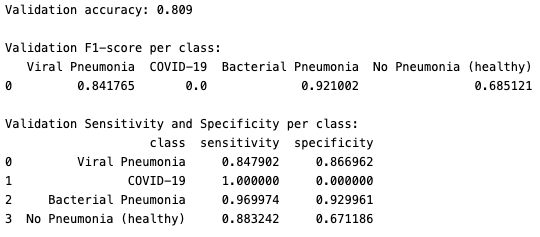 Validation accuracy: 0.809
Validation F1-score per class:
Viral Pneumonia COVID-19 Bacterial Pneumonia No Pneumonia (healthy)
0 0.841765 0.0 0.921002 0.685121
Validation Sensitivity and Specificity per class:
class sensitivity specificity
0 Viral Pneumonia 0.847902 0.866962
1 COVID-19 1.000000 0.000000
2 Bacterial Pneumonia 0.969974 0.929961
3 No Pneumonia (healthy) 0.883242 0.671186